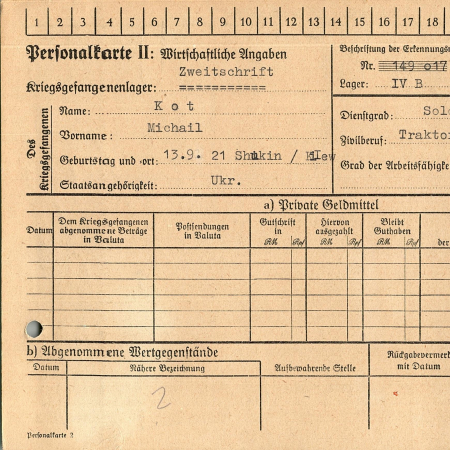 1 2 3 4 5 6 7 8 9 10 11 12 13 14 15 16 17 18
Personalkarte II: Wirtschaftliche Angaben
Zweitschrift
Kriegsgefangenenlager: ===========
Beschriftung der Erkennungs
Nr. 149 017
Lager: IV B
Des Kriegsgefangenen
Name: Kot
Vorname: Michail
Geburtstag und -ort: 13.9. 21 Shukin / Kiew
Staatsangehörigkeit: Ukr.
Dienstgrad: Sol
Zivilberuf: Trakto
Grad der Arbeitsfähigke
a) Private Geldmittel
Datum
Dem Kriegsgefangenen abgenommene Beträge in Valuta
Postsendungen in Valuta
Gutschrift in RM Rpf
Hiervon ausgezahlt RM Rpf
Bleibt Guthaben RM Rpf
der
b) Abgenommene Wertgegenstände
Datum
Nähere Bezeichnung
Aufbewahrende Stelle
Rückgabevermerk mit Datum
2
Personalkarte 2